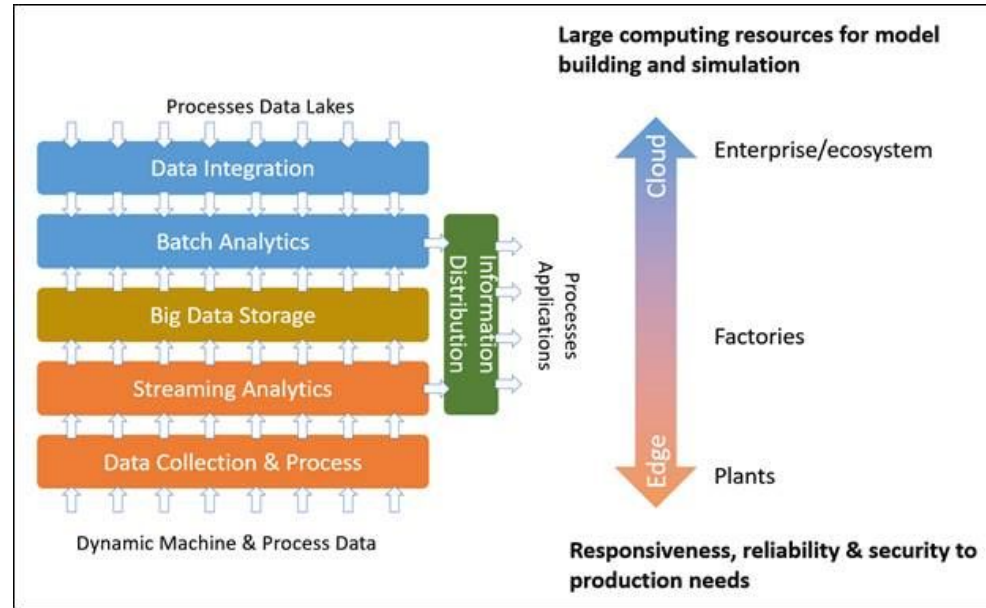 Processes Data Lakes
Data Integration
Batch Analytics
Big Data Storage
Streaming Analytics
Data Collection & Process
Dynamic Machine & Process Data
Information
Distribution
Processes
Applications
Large computing resources for model
building and simulation
Cloud
Enterprise/ecosystem
Factories
Edge
Plants
Responsiveness, reliability & security to
production needs